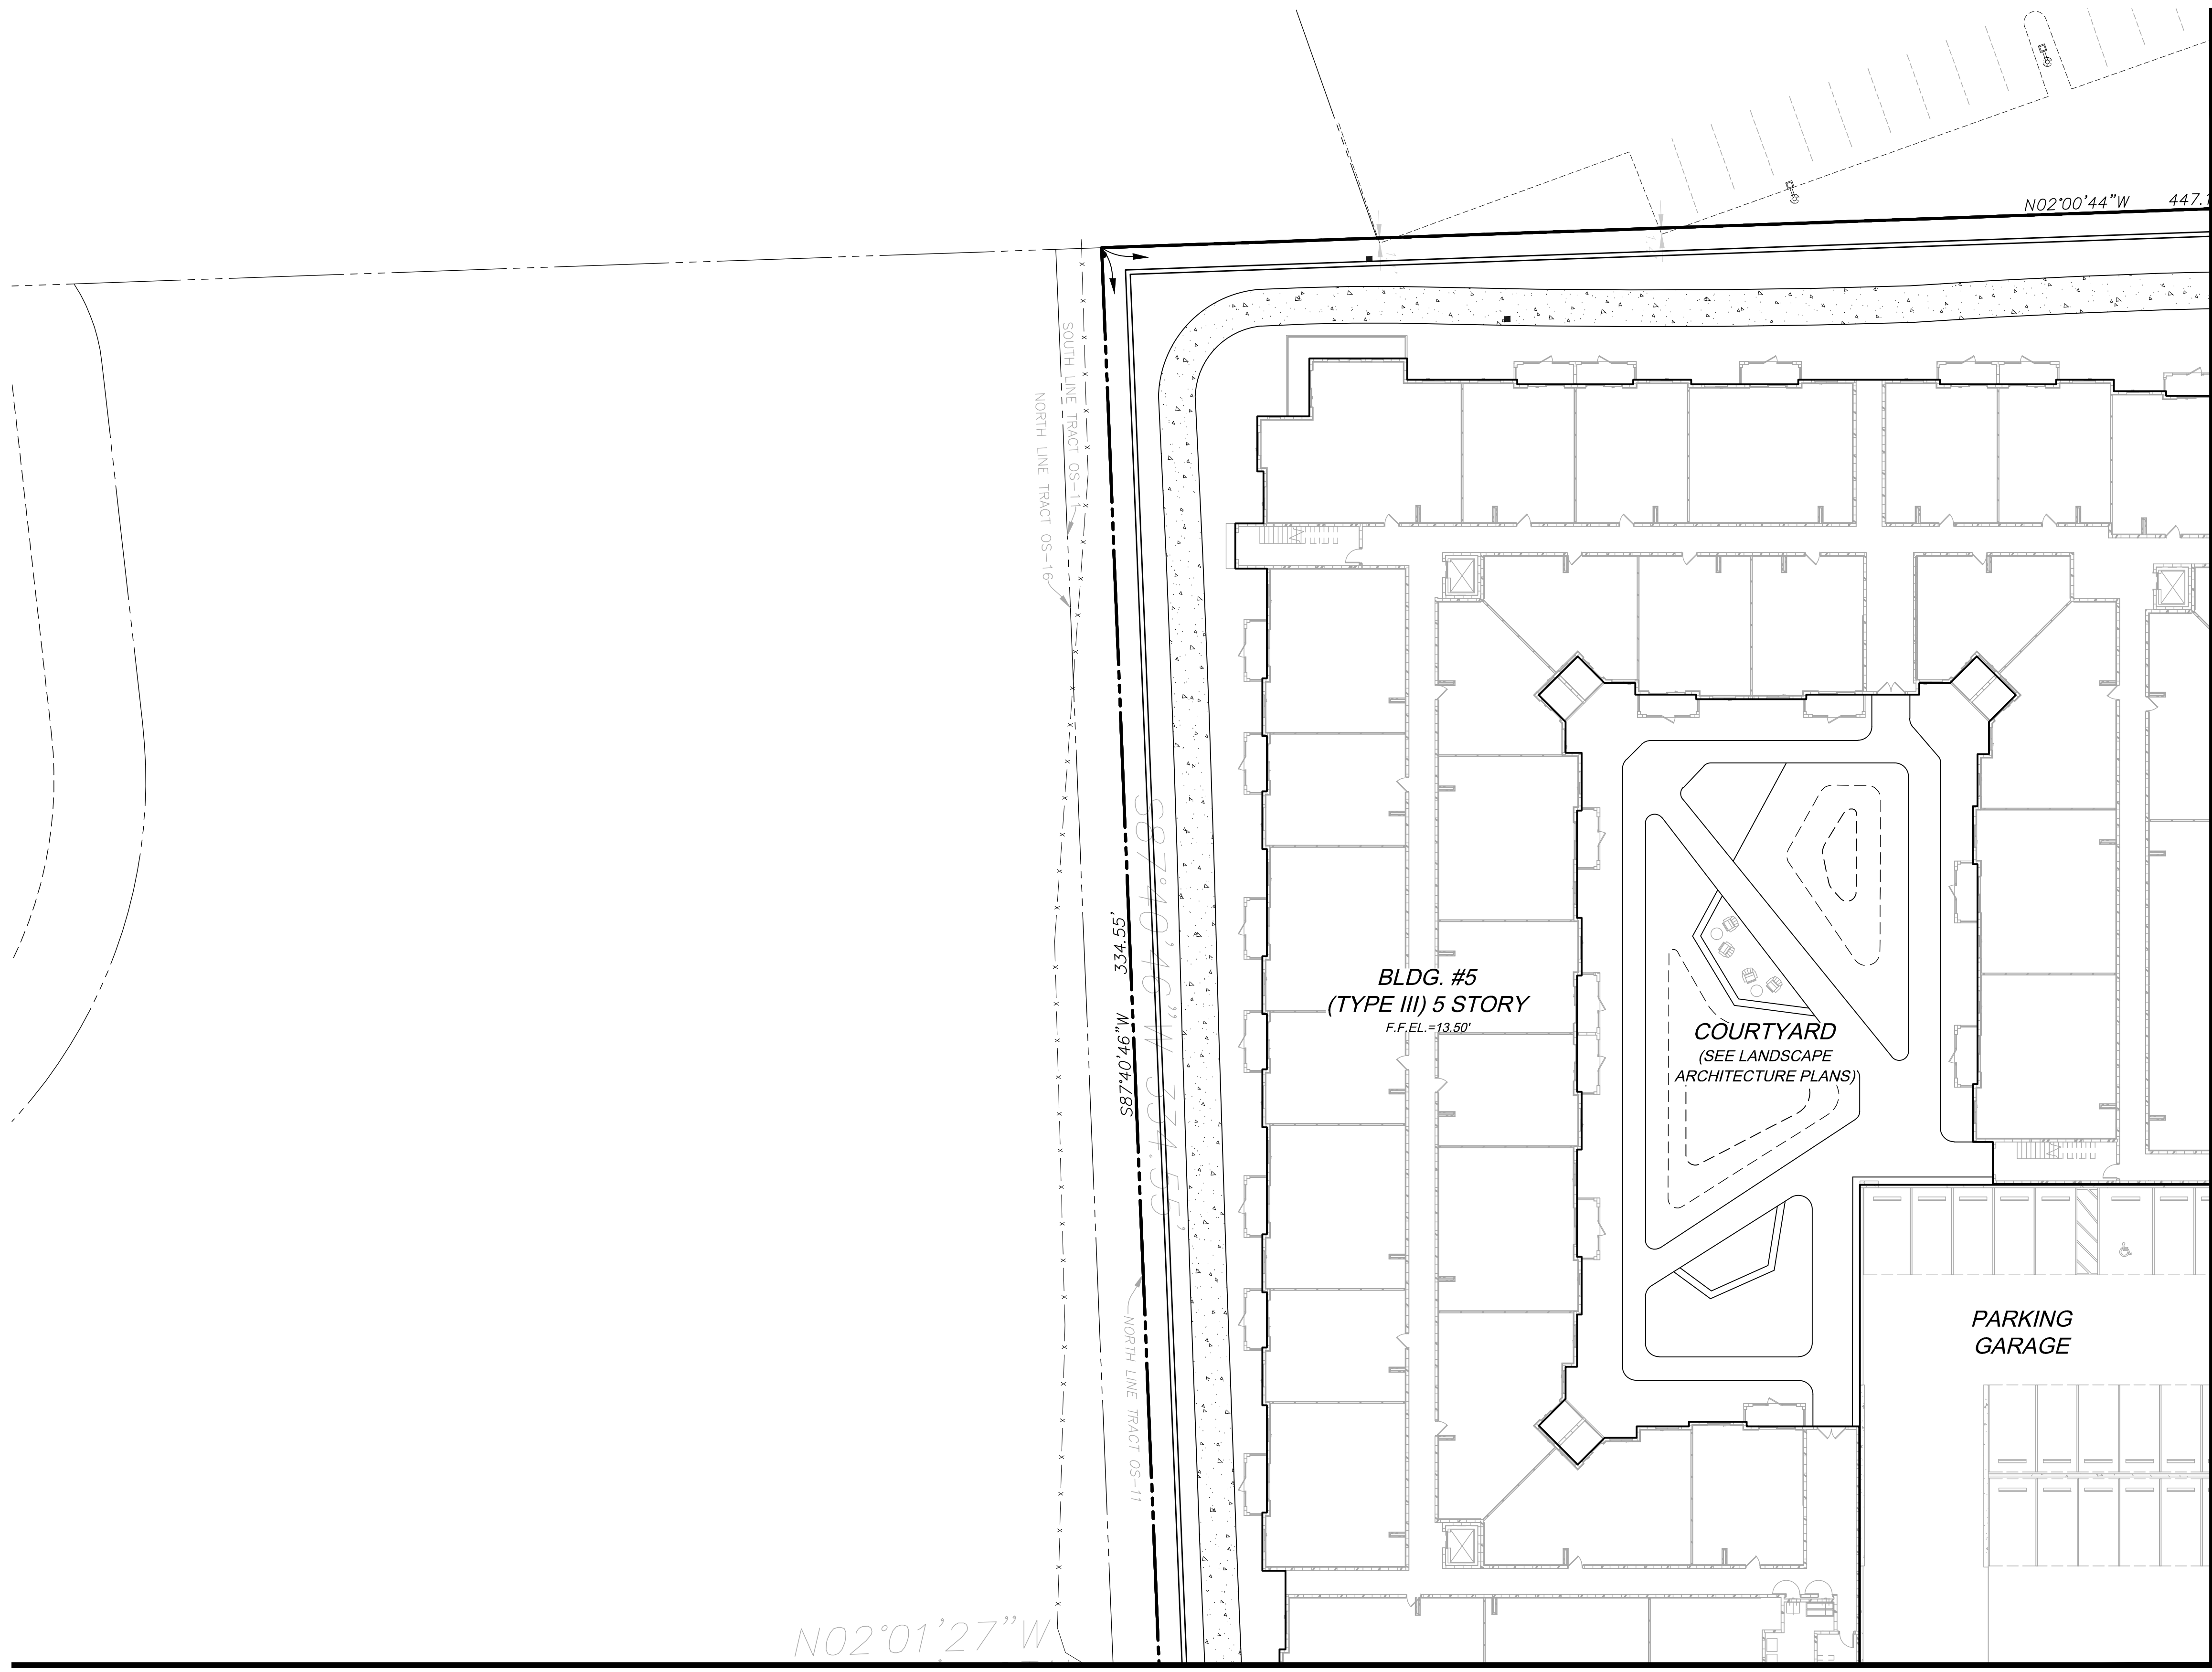 N02°00'44"W 447.1
SOUTH LINE TRACT OS-11
NORTH LINE TRACT OS-16
S87°40'46"W 334.55'
S87°40'46"W 334.55'
BLDG. #5
(TYPE III) 5 STORY
F.F.EL.=13.50'
COURTYARD
(SEE LANDSCAPE
ARCHITECTURE PLANS)
PARKING
GARAGE
NORTH LINE TRACT OS-11
N02°01'27"W